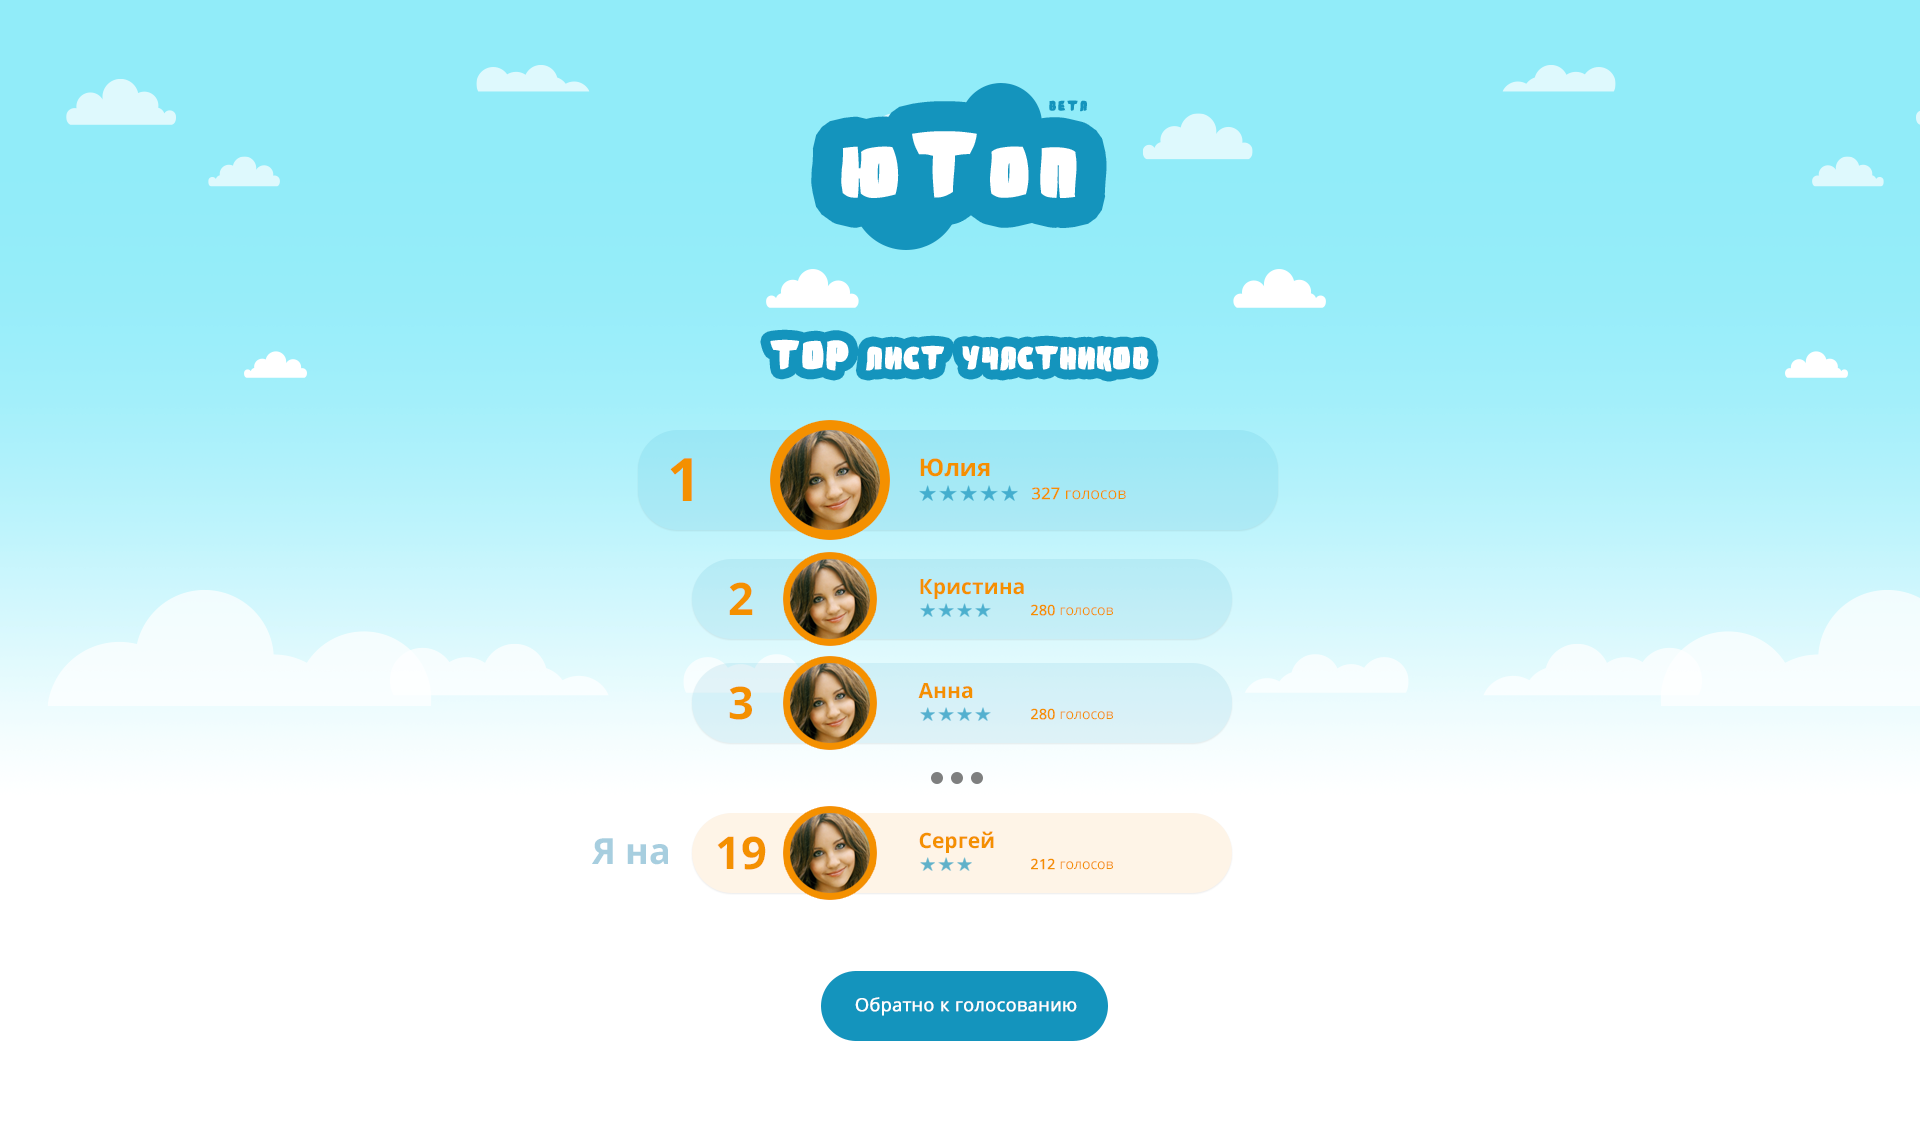 BETA
ЮТОП
TOP ЛИСТ УЧАСТНИКОВ
1
Юлия
327 голосов
2
Кристина
280 голосов
3
Анна
280 голосов
Я на
19
Сергей
212 голосов
Обратно к голосованию